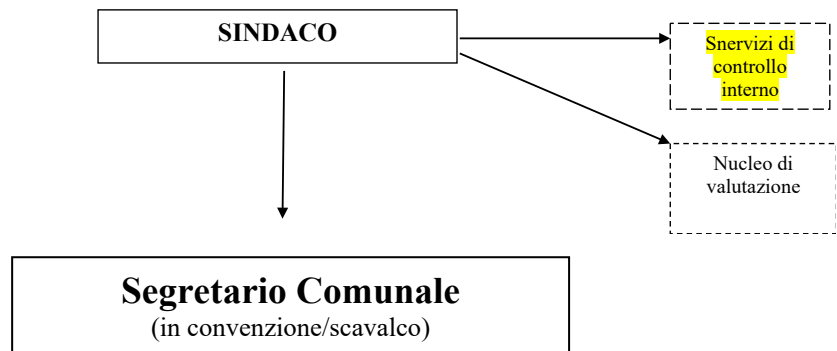 SINDACO
Snervizi di
controllo
interno
Nucleo di
valutazione
Segretario Comunale
(in convenzione/scavalco)